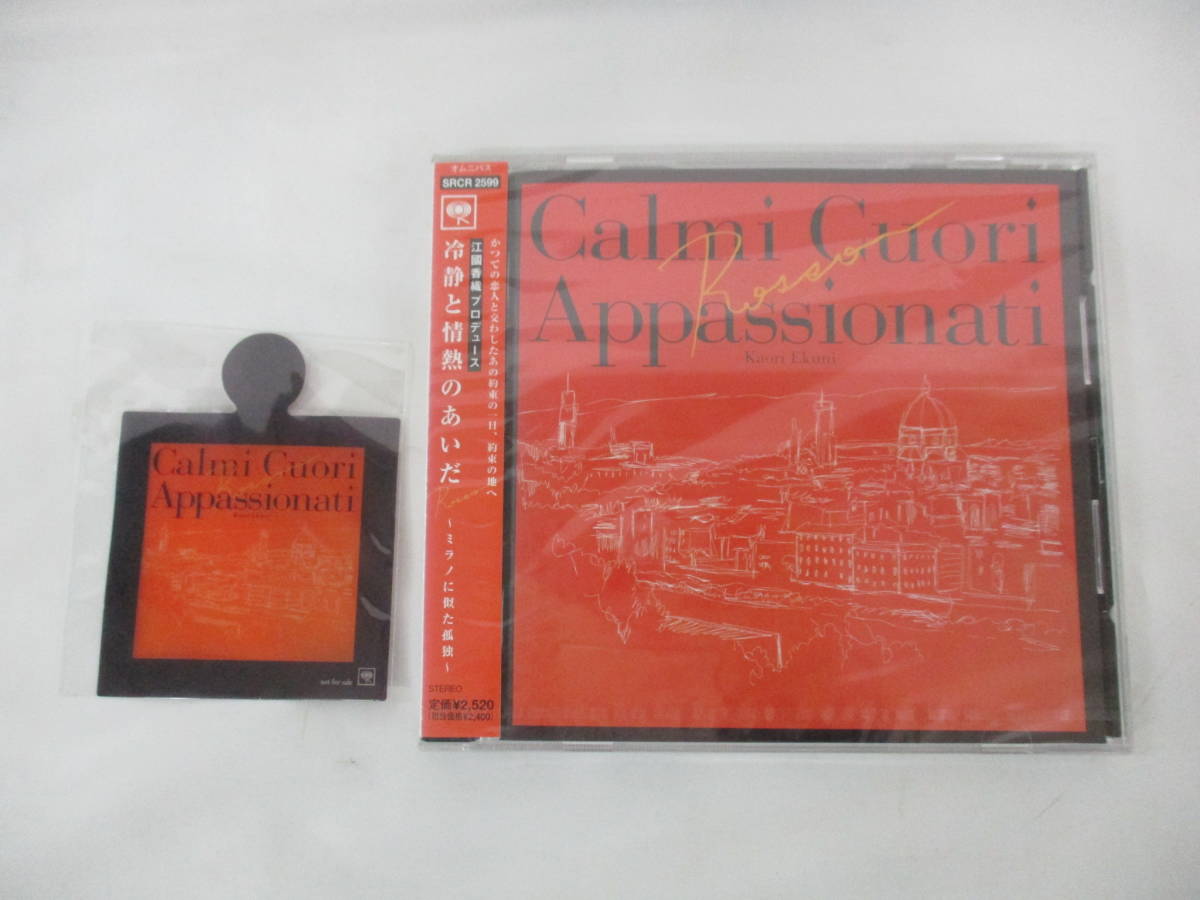 Calmi Cuori
Appassionati
not for sale
オムニバス
SRCR 2599
かつての恋人と交わしたあの約束の一日、約束の地へ
江國香織プロデュース
冷静と情熱のあいだ
Rosso
～ミラノに似た孤独～
STEREO
定価¥2,520
(税抜価格¥2,400)
Calmi Cuori
Rosso
Appassionati
Kaori Ekuni